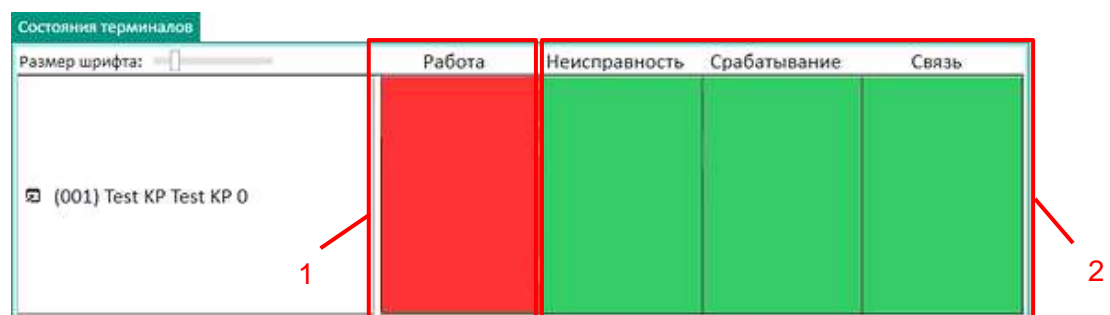 Состояния терминалов
Размер шрифта:
Работа
Неисправность
Срабатывание
Связь
(001) Test KP Test KP 0
1
2